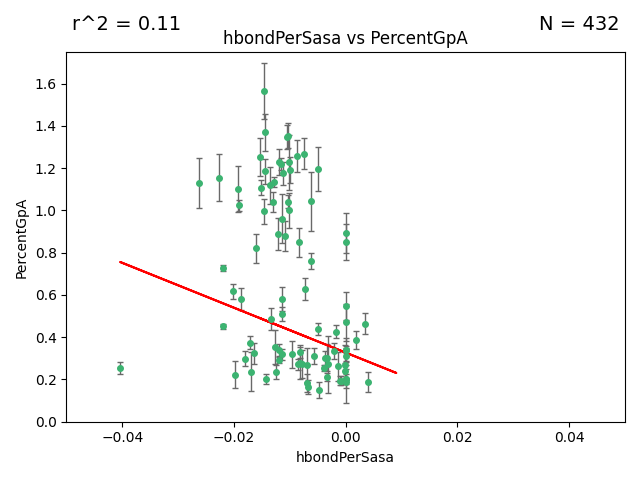 r^2 = 0.11
N = 432
hbondPerSasa vs PercentGpA
PercentGpA
1.6
1.4
1.2
1.0
0.8
0.6
0.4
0.2
0.0
−0.04
−0.02
0.00
0.02
0.04
hbondPerSasa